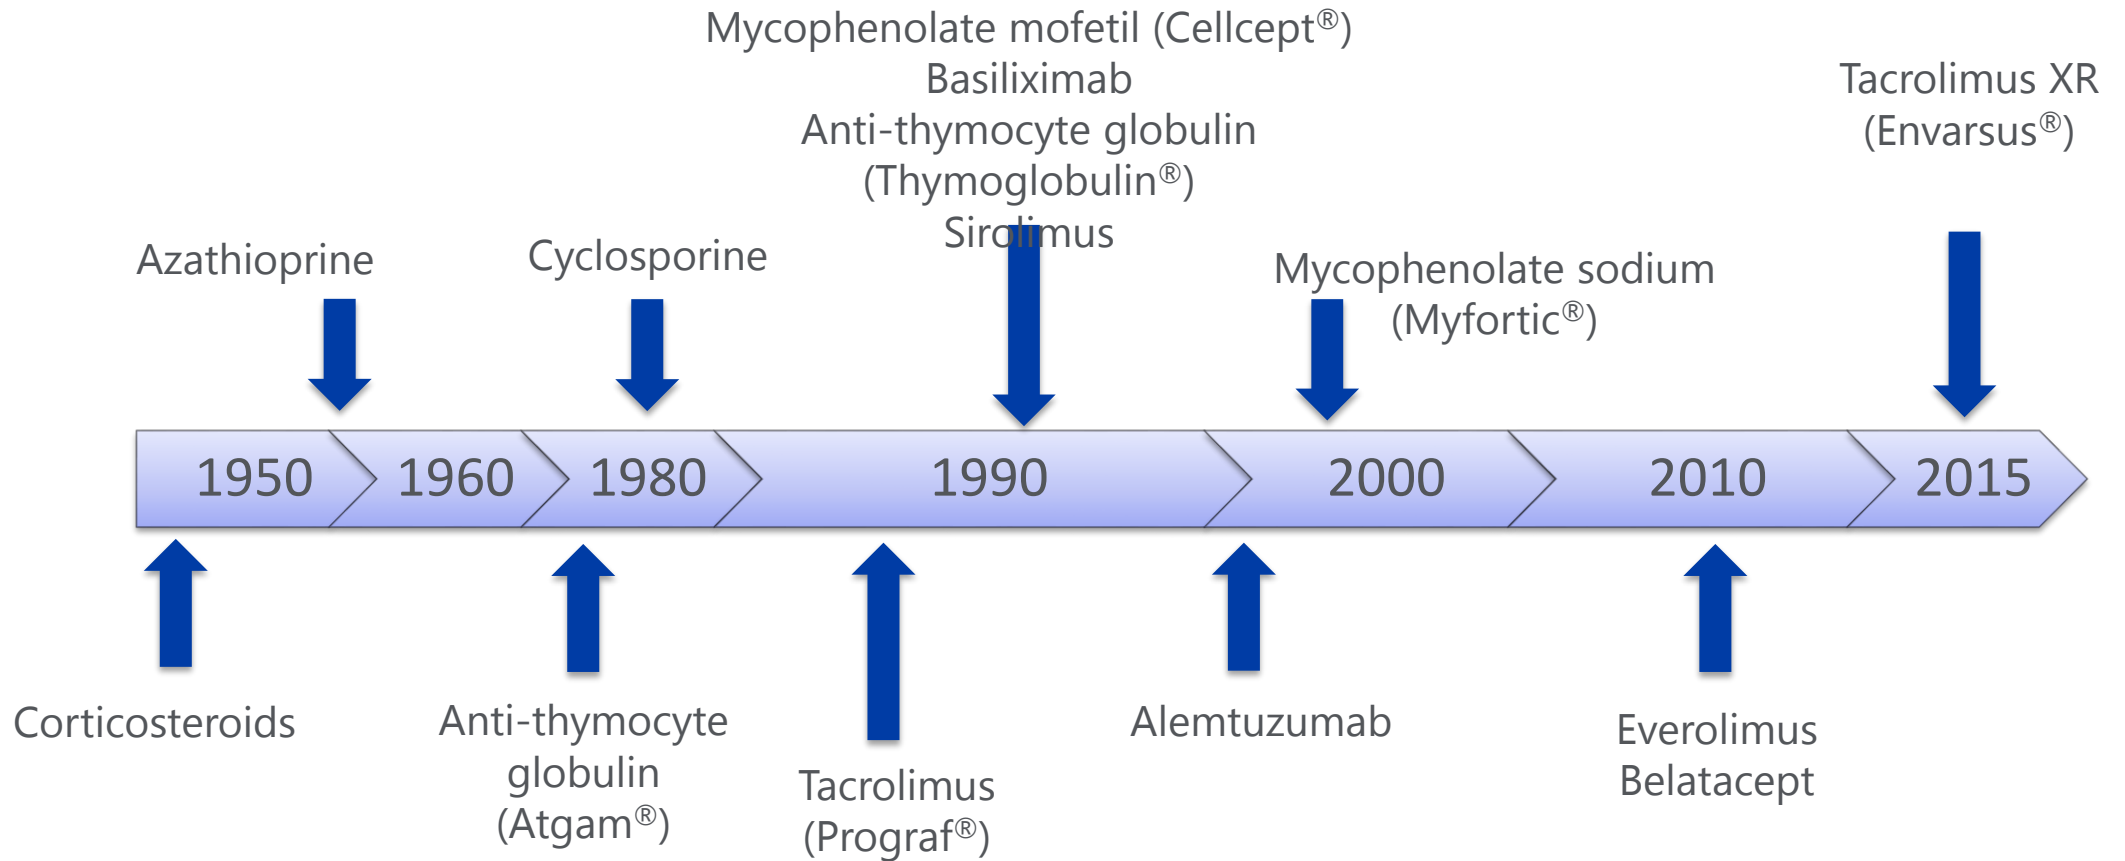 Mycophenolate mofetil (Cellcept®)
Basiliximab
Anti-thymocyte globulin
(Thymoglobulin®)
Sirolimus
Tacrolimus XR
(Envarsus®)
Azathioprine
Cyclosporine
Mycophenolate sodium
(Myfortic®)
1950 1960 1980 1990 2000 2010 2015
Corticosteroids
Anti-thymocyte
globulin
(Atgam®)
Tacrolimus
(Prograf®)
Alemtuzumab
Everolimus
Belatacept